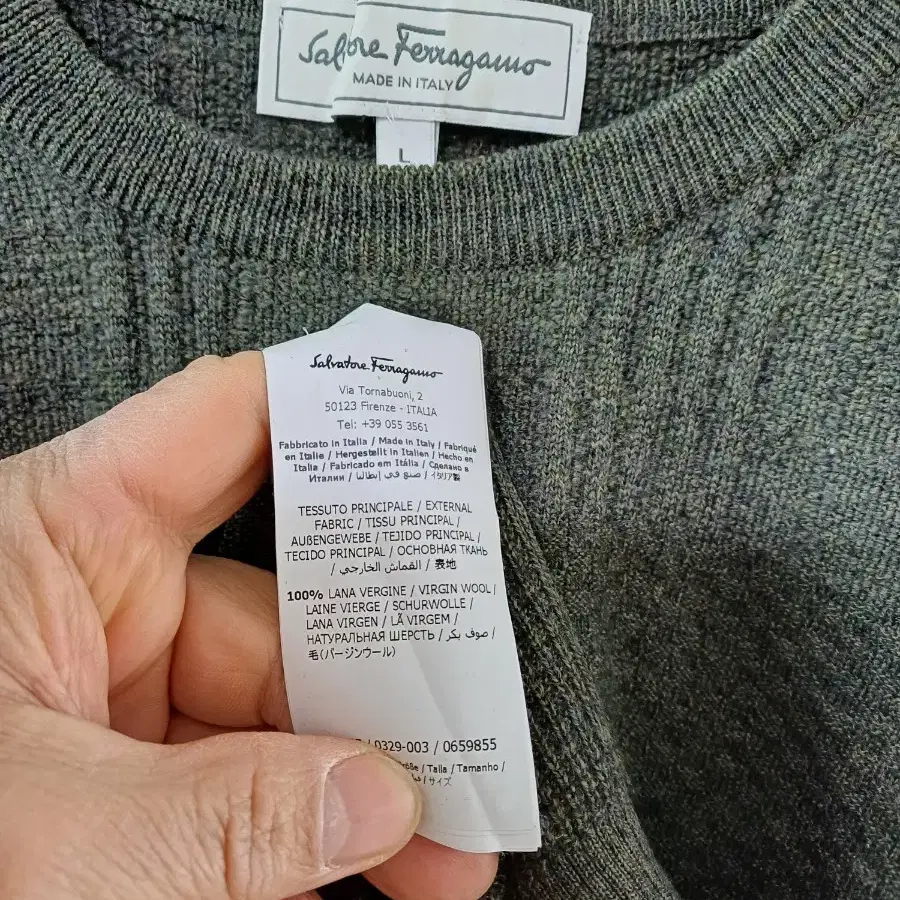 Salvatore Ferragamo
MADE IN ITALY
L
Salvatore Ferragamo
Via Tornabuoni, 2
50123 Firenze - ITALIA
Tel: +39 055 3561
Fabbricato in Italia / Made in Italy / Fabriqué
en Italie / Hergestellt in Italien / Hecho en
Italia / Fabricado em Itália / Сделано в
Италии / صنع في إيطاليا / イタリア製
TESSUTO PRINCIPALE / EXTERNAL
FABRIC / TISSU PRINCIPAL /
AUßENGEWEBE / TEJIDO PRINCIPAL /
TECIDO PRINCIPAL / ОСНОВНАЯ ТКАНЬ
/ القماش الخارجي / 表地
100% LANA VERGINE / VIRGIN WOOL /
LAINE VIERGE / SCHURWOLLE /
LANA VIRGEN / LÃ VIRGEM /
НАТУРАЛЬНАЯ ШЕРСТЬ / صوف بكر /
毛(バージンウール)
/ 0329-003 / 0659855
/ Talla / Tamanho /
/ サイズ